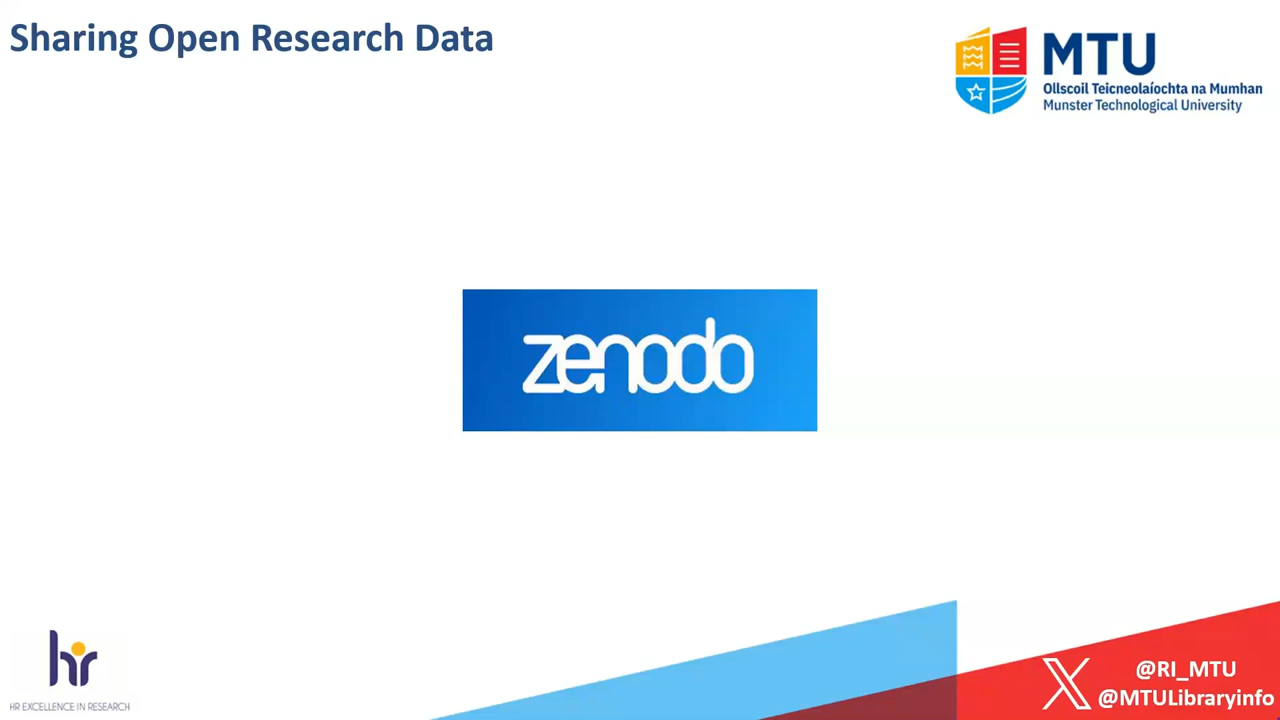 Sharing Open Research Data
MTU
Ollscoil Teicneolaíochta na Mumhan
Munster Technological University
zenodo
hr
HR EXCELLENCE IN RESEARCH
X
@RI_MTU
@MTULibraryinfo